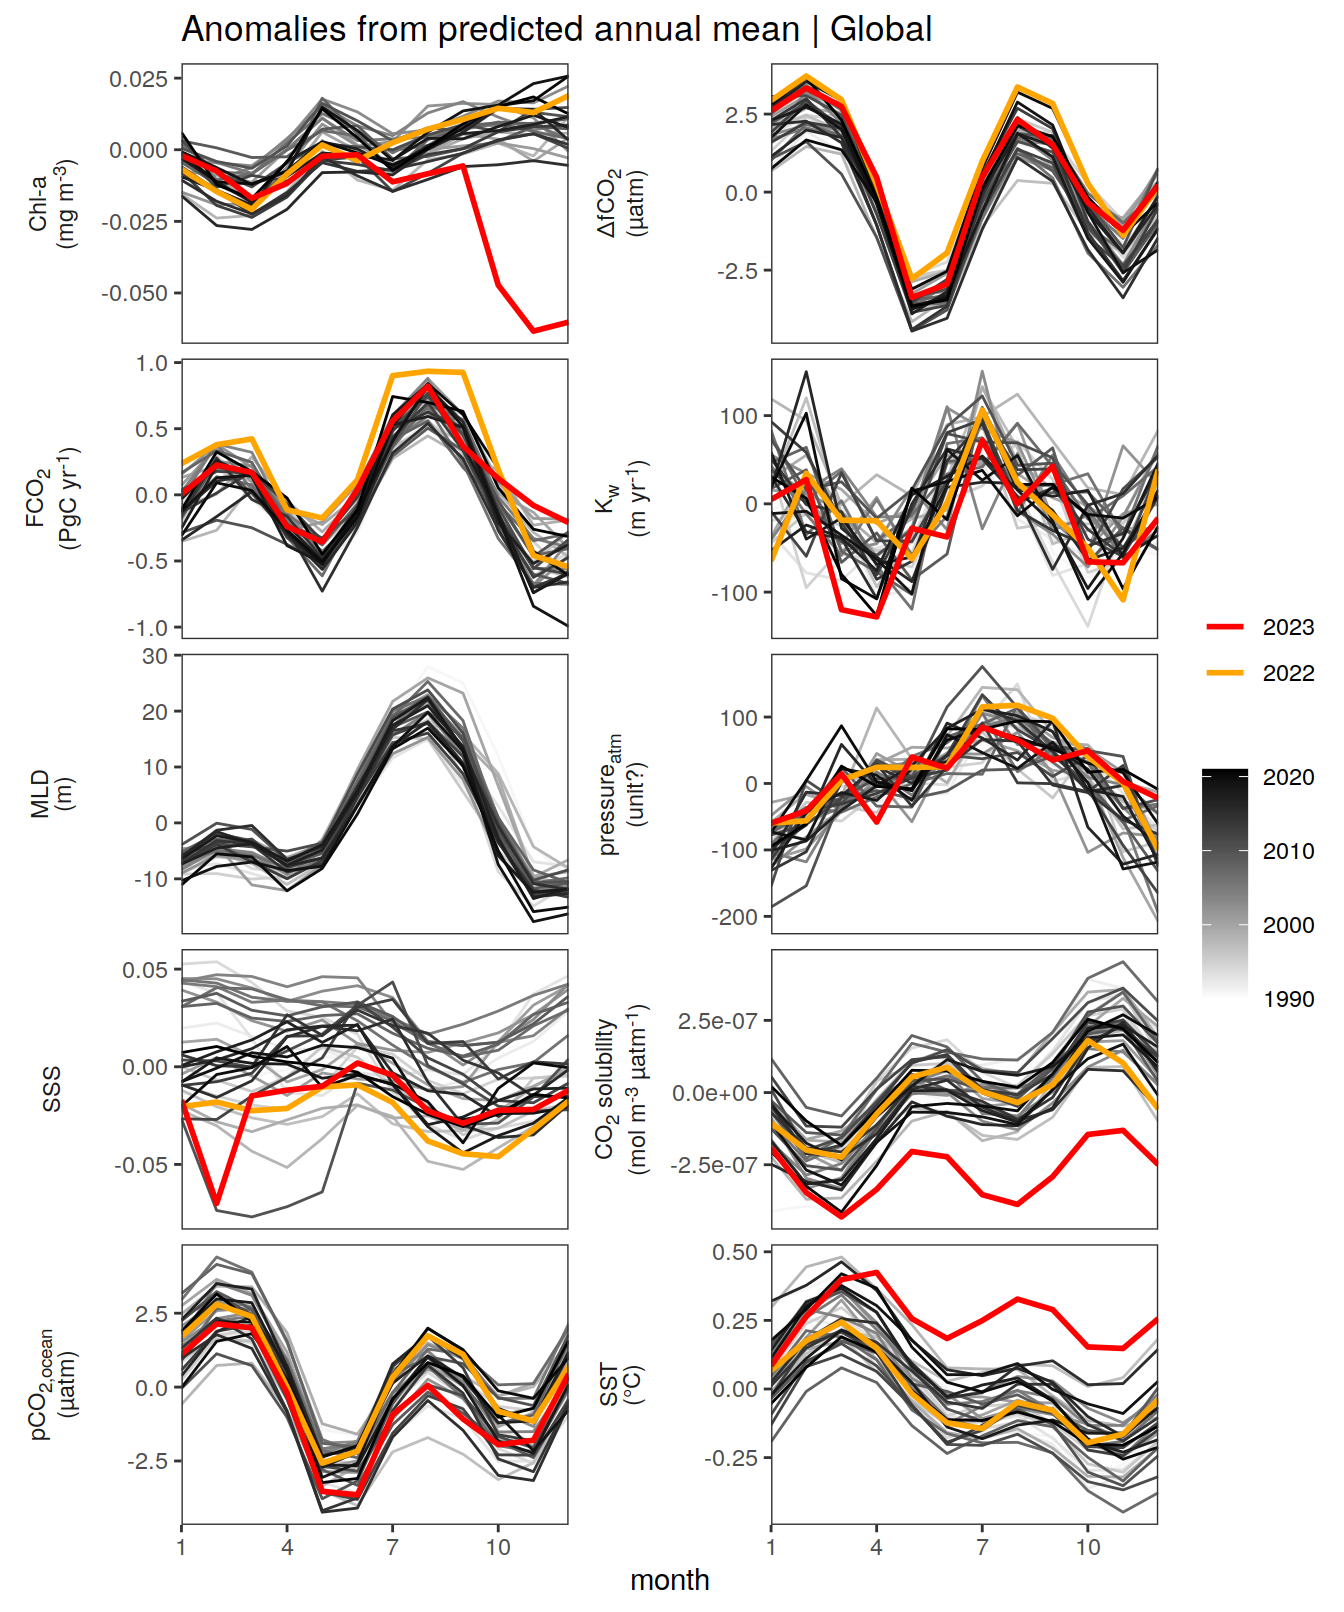 Anomalies from predicted annual mean | Global
Chl-a
(mg m⁻³)
0.025
0.000
-0.025
-0.050
ΔfCO₂
(µatm)
2.5
0.0
-2.5
FCO₂
(PgC yr⁻¹)
1.0
0.5
0.0
-0.5
-1.0
K_w
(m yr⁻¹)
100
0
-100
MLD
(m)
30
20
10
0
-10
pressure_atm
(unit?)
100
0
-100
-200
SSS
0.05
0.00
-0.05
CO₂ solubility
(mol m⁻³ µatm⁻¹)
2.5e-07
0.0e+00
-2.5e-07
pCO₂,ocean
(µatm)
2.5
0.0
-2.5
SST
(°C)
0.50
0.25
0.00
-0.25
1 4 7 10
1 4 7 10
month
2023
2022
2020
2010
2000
1990